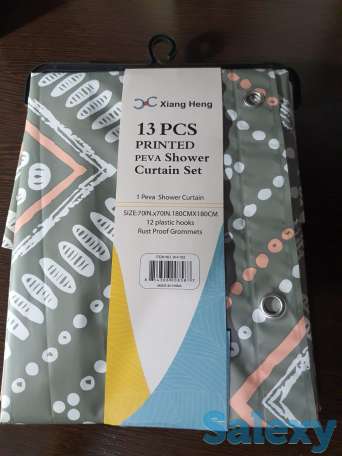 Xiang Heng
13 PCS
PRINTED
PEVA Shower
Curtain Set
1 Peva Shower Curtain
SIZE:70IN.x70IN.180CMX180CM
12 plastic hooks
Rust Proof Grommets
MADE IN CHINA
Salexy